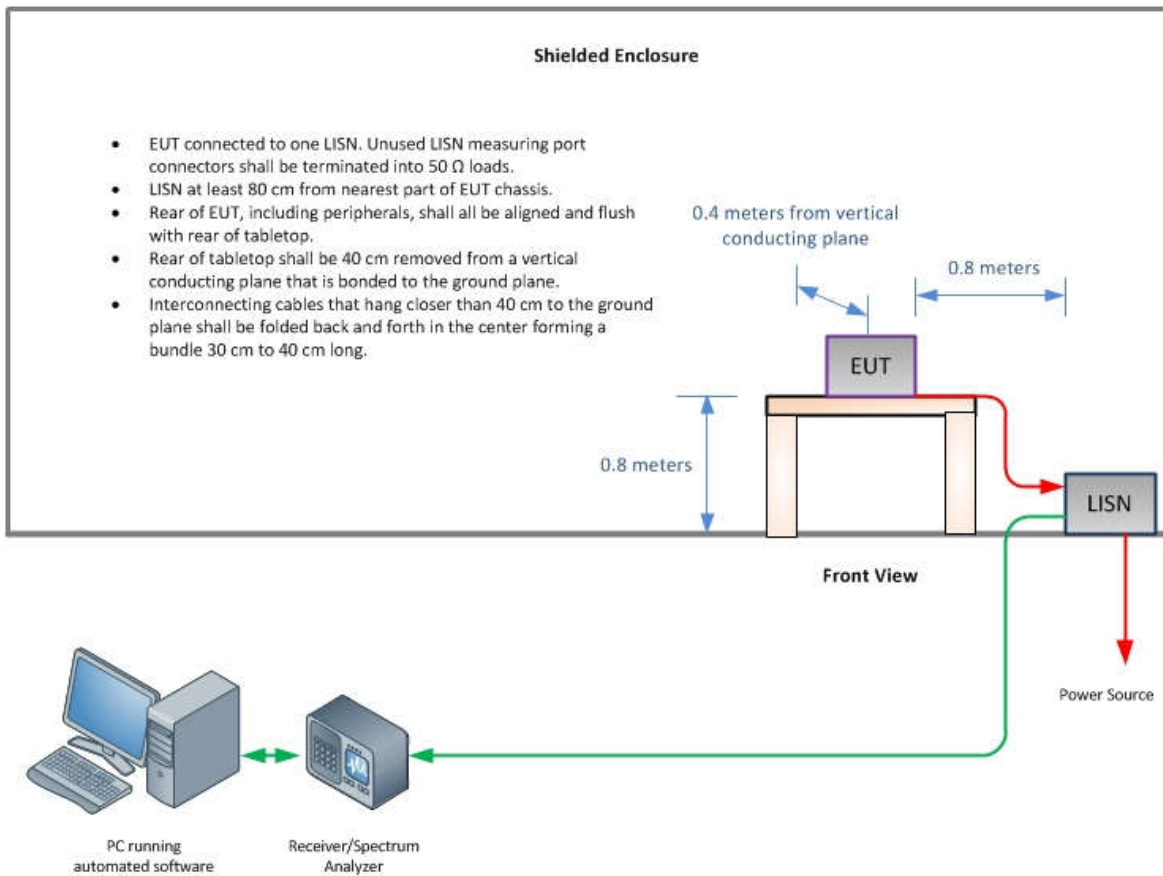 Shielded Enclosure
• EUT connected to one LISN. Unused LISN measuring port
connectors shall be terminated into 50 Ω loads.
• LISN at least 80 cm from nearest part of EUT chassis.
• Rear of EUT, including peripherals, shall all be aligned and flush
with rear of tabletop.
• Rear of tabletop shall be 40 cm removed from a vertical
conducting plane that is bonded to the ground plane.
• Interconnecting cables that hang closer than 40 cm to the ground
plane shall be folded back and forth in the center forming a
bundle 30 cm to 40 cm long.
0.4 meters from vertical
conducting plane
0.8 meters
EUT
0.8 meters
LISN
Front View
Power Source
PC running
automated software
Receiver/Spectrum
Analyzer